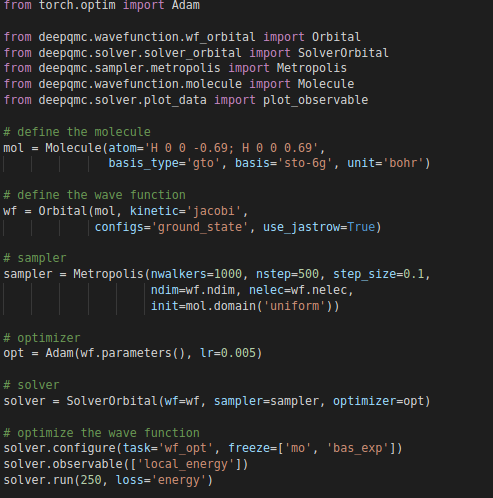 from torch.optim import Adam
from deepqmc.wavefunction.wf_orbital import Orbital
from deepqmc.solver.solver_orbital import SolverOrbital
from deepqmc.sampler.metropolis import Metropolis
from deepqmc.wavefunction.molecule import Molecule
from deepqmc.solver.plot_data import plot_observable
# define the molecule
mol = Molecule(atom='H 0 0 -0.69; H 0 0 0.69',
basis_type='gto', basis='sto-6g', unit='bohr')
# define the wave function
wf = Orbital(mol, kinetic='jacobi',
configs='ground_state', use_jastrow=True)
# sampler
sampler = Metropolis(nwalkers=1000, nstep=500, step_size=0.1,
ndim=wf.ndim, nelec=wf.nelec,
init=mol.domain('uniform'))
# optimizer
opt = Adam(wf.parameters(), lr=0.005)
# solver
solver = SolverOrbital(wf=wf, sampler=sampler, optimizer=opt)
# optimize the wave function
solver.configure(task='wf_opt', freeze=['mo', 'bas_exp'])
solver.observable(['local_energy'])
solver.run(250, loss='energy')